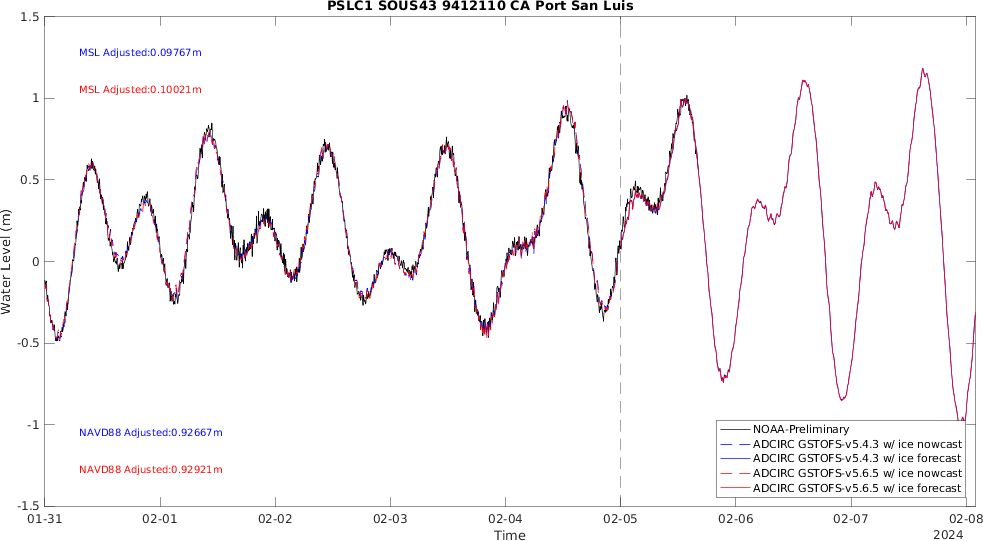 PSLC1 SOUS43 9412110 CA Port San Luis
1.5
MSL Adjusted:0.09767m
MSL Adjusted:0.10021m
1
0.5
0
-0.5
-1
-1.5
Water Level (m)
NAVD88 Adjusted:0.92667m
NAVD88 Adjusted:0.92921m
NOAA-Preliminary
ADCIRC GSTOFS-v5.4.3 w/ ice nowcast
ADCIRC GSTOFS-v5.4.3 w/ ice forecast
ADCIRC GSTOFS-v5.6.5 w/ ice nowcast
ADCIRC GSTOFS-v5.6.5 w/ ice forecast
01-31 02-01 02-02 02-03 02-04 02-05 02-06 02-07 02-08
Time
2024